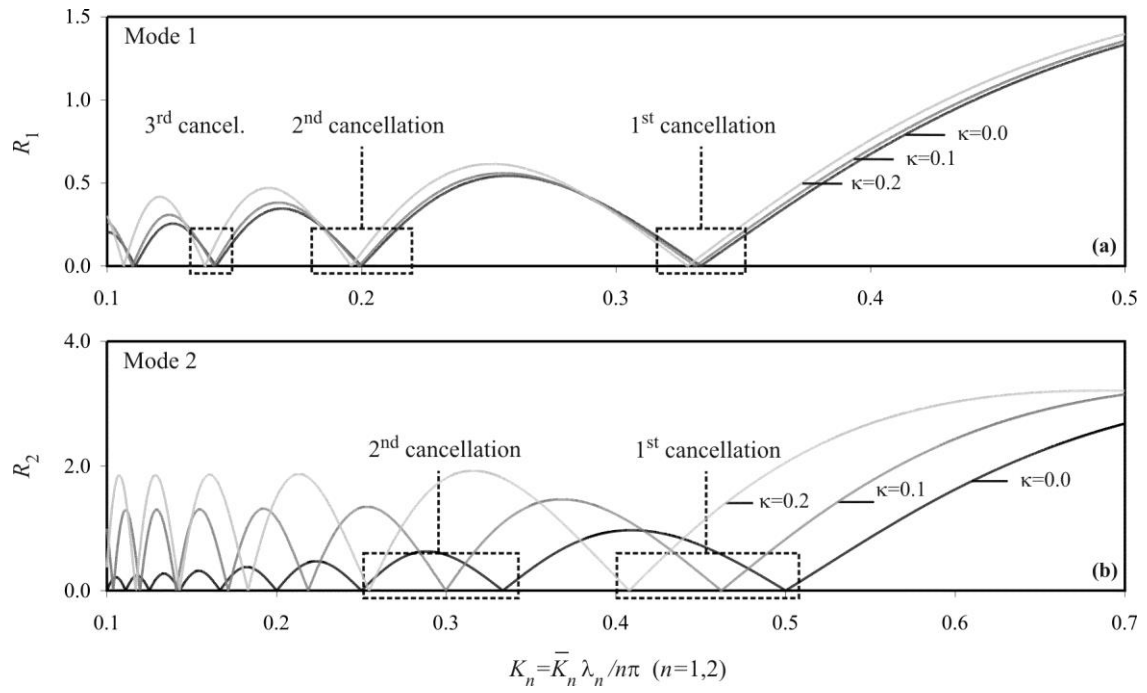 1.5
Mode 1
3rd cancel.
2nd cancellation
1st cancellation
1.0
R1
κ=0.0
κ=0.1
0.5
κ=0.2
(a)
0.0
0.1
0.2
0.3
0.4
0.5
4.0
Mode 2
2nd cancellation
1st cancellation
R2
2.0
κ=0.2
κ=0.1
κ=0.0
(b)
0.0
0.1
0.2
0.3
0.4
0.5
0.6
0.7
Kn=K̅nλn/nπ (n=1,2)